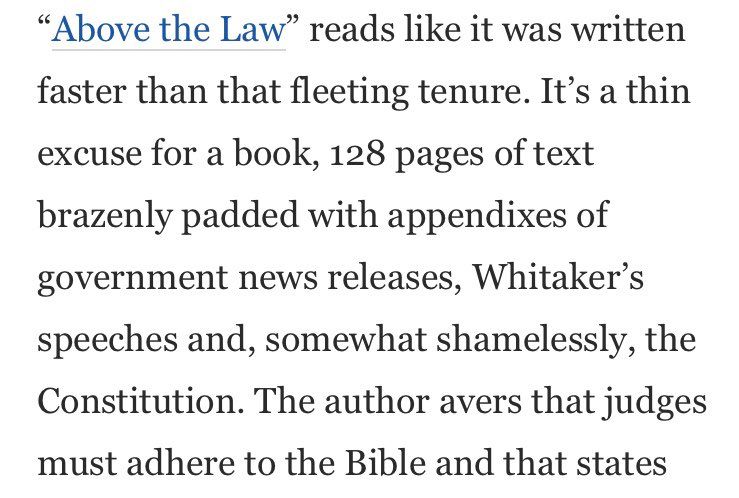 “Above the Law” reads like it was written
faster than that fleeting tenure. It’s a thin
excuse for a book, 128 pages of text
brazenly padded with appendixes of
government news releases, Whitaker’s
speeches and, somewhat shamelessly, the
Constitution. The author avers that judges
must adhere to the Bible and that states